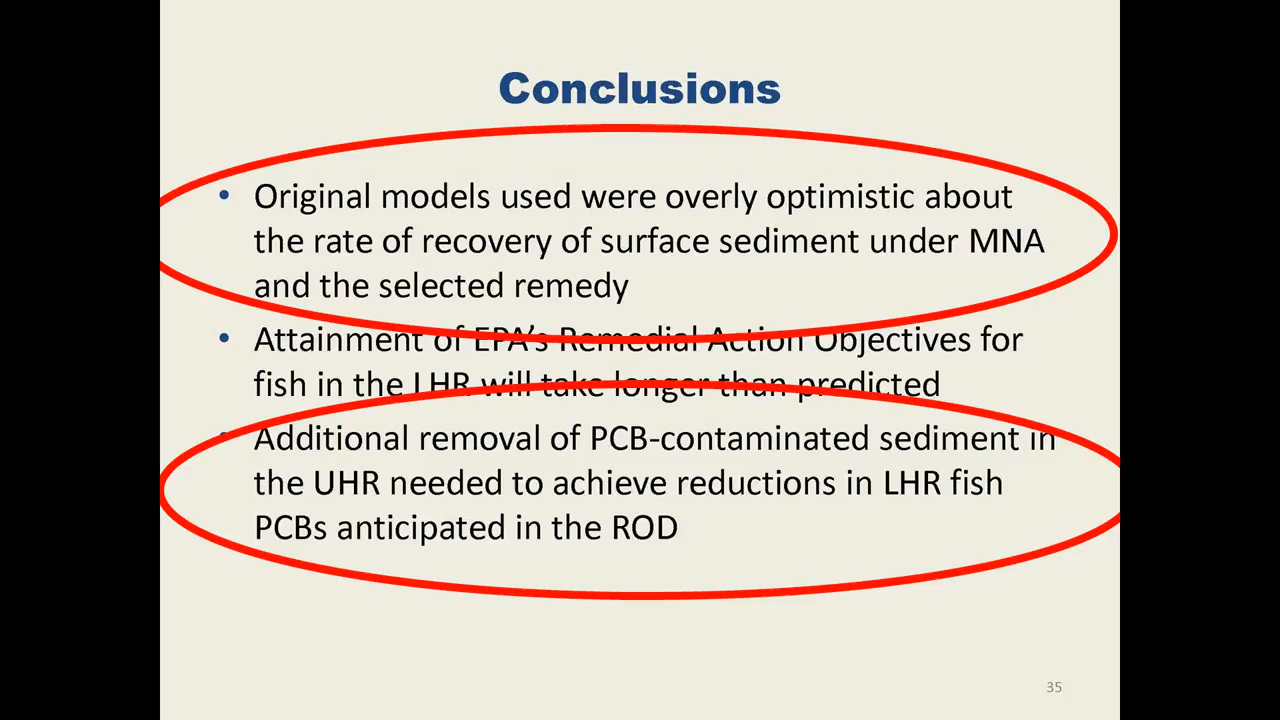 Conclusions
• Original models used were overly optimistic about
the rate of recovery of surface sediment under MNA
and the selected remedy
• Attainment of EPA's Remedial Action Objectives for
fish in the LHR will take longer than predicted
• Additional removal of PCB-contaminated sediment in
the UHR needed to achieve reductions in LHR fish
PCBs anticipated in the ROD
35